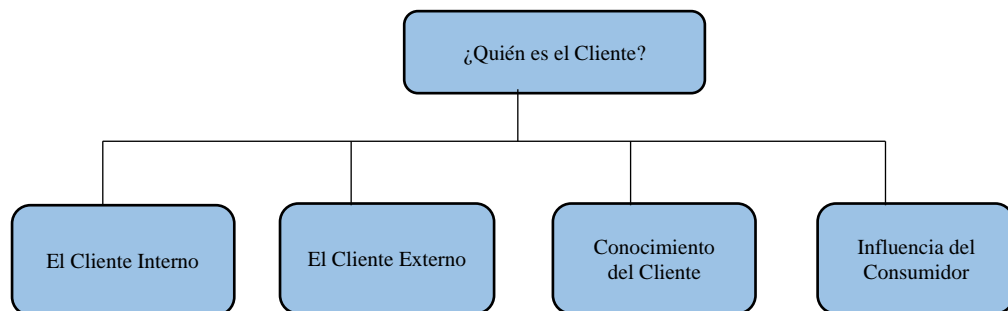 ¿Quién es el Cliente?
El Cliente Interno
El Cliente Externo
Conocimiento
del Cliente
Influencia del
Consumidor